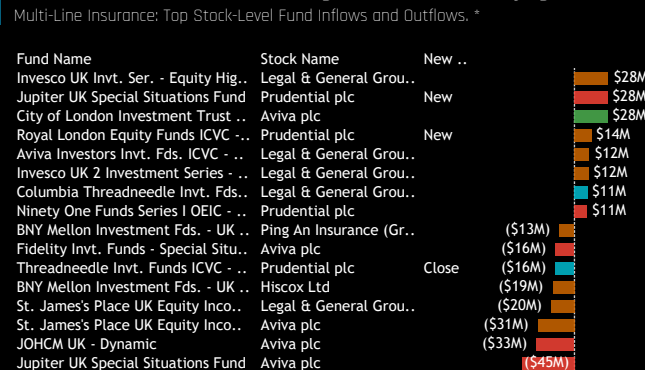 Multi-Line Insurance: Top Stock-Level Fund Inflows and Outflows. *
Fund Name Stock Name New ..
Invesco UK Invt. Ser. - Equity Hig.. Legal & General Grou.. $28M
Jupiter UK Special Situations Fund Prudential plc New $28M
City of London Investment Trust .. Aviva plc $28M
Royal London Equity Funds ICVC -.. Prudential plc New $14M
Aviva Investors Invt. Fds. ICVC - .. Legal & General Grou.. $12M
Invesco UK 2 Investment Series - .. Legal & General Grou.. $12M
Columbia Threadneedle Invt. Fds.. Legal & General Grou.. $11M
Ninety One Funds Series I OEIC - .. Prudential plc $11M
BNY Mellon Investment Fds. - UK .. Ping An Insurance (Gr.. ($13M)
Fidelity Invt. Funds - Special Situ.. Aviva plc ($16M)
Threadneedle Invt. Funds ICVC - .. Prudential plc Close ($16M)
BNY Mellon Investment Fds. - UK .. Hiscox Ltd ($19M)
St. James's Place UK Equity Inco.. Legal & General Grou.. ($20M)
St. James's Place UK Equity Inco.. Aviva plc ($31M)
JOHCM UK - Dynamic Aviva plc ($33M)
Jupiter UK Special Situations Fund Aviva plc ($45M)